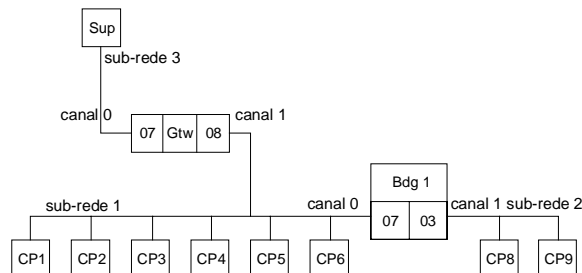 Sup
sub-rede 3
canal 0 canal 1
07 Gtw 08
Bdg 1
sub-rede 1 canal 0 canal 1 sub-rede 2
07 03
CP1 CP2 CP3 CP4 CP5 CP6 CP8 CP9